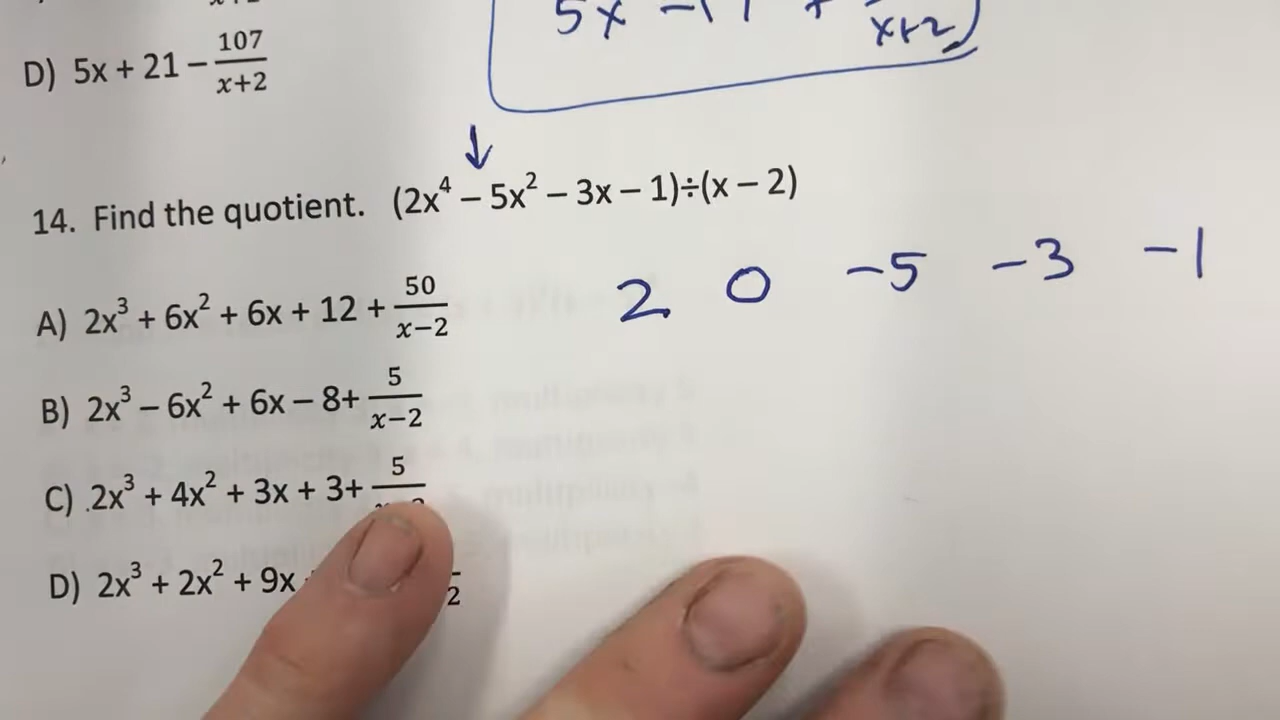 D) 5x + 21 − 107/x+2
5x −17 + /x+2
↓
14. Find the quotient. (2x⁴ − 5x² − 3x − 1)÷(x − 2)
2 0 −5 −3 −1
A) 2x³ + 6x² + 6x + 12 + 50/x−2
B) 2x³ − 6x² + 6x − 8+ 5/x−2
C) 2x³ + 4x² + 3x + 3+ 5/
D) 2x³ + 2x² + 9x 2